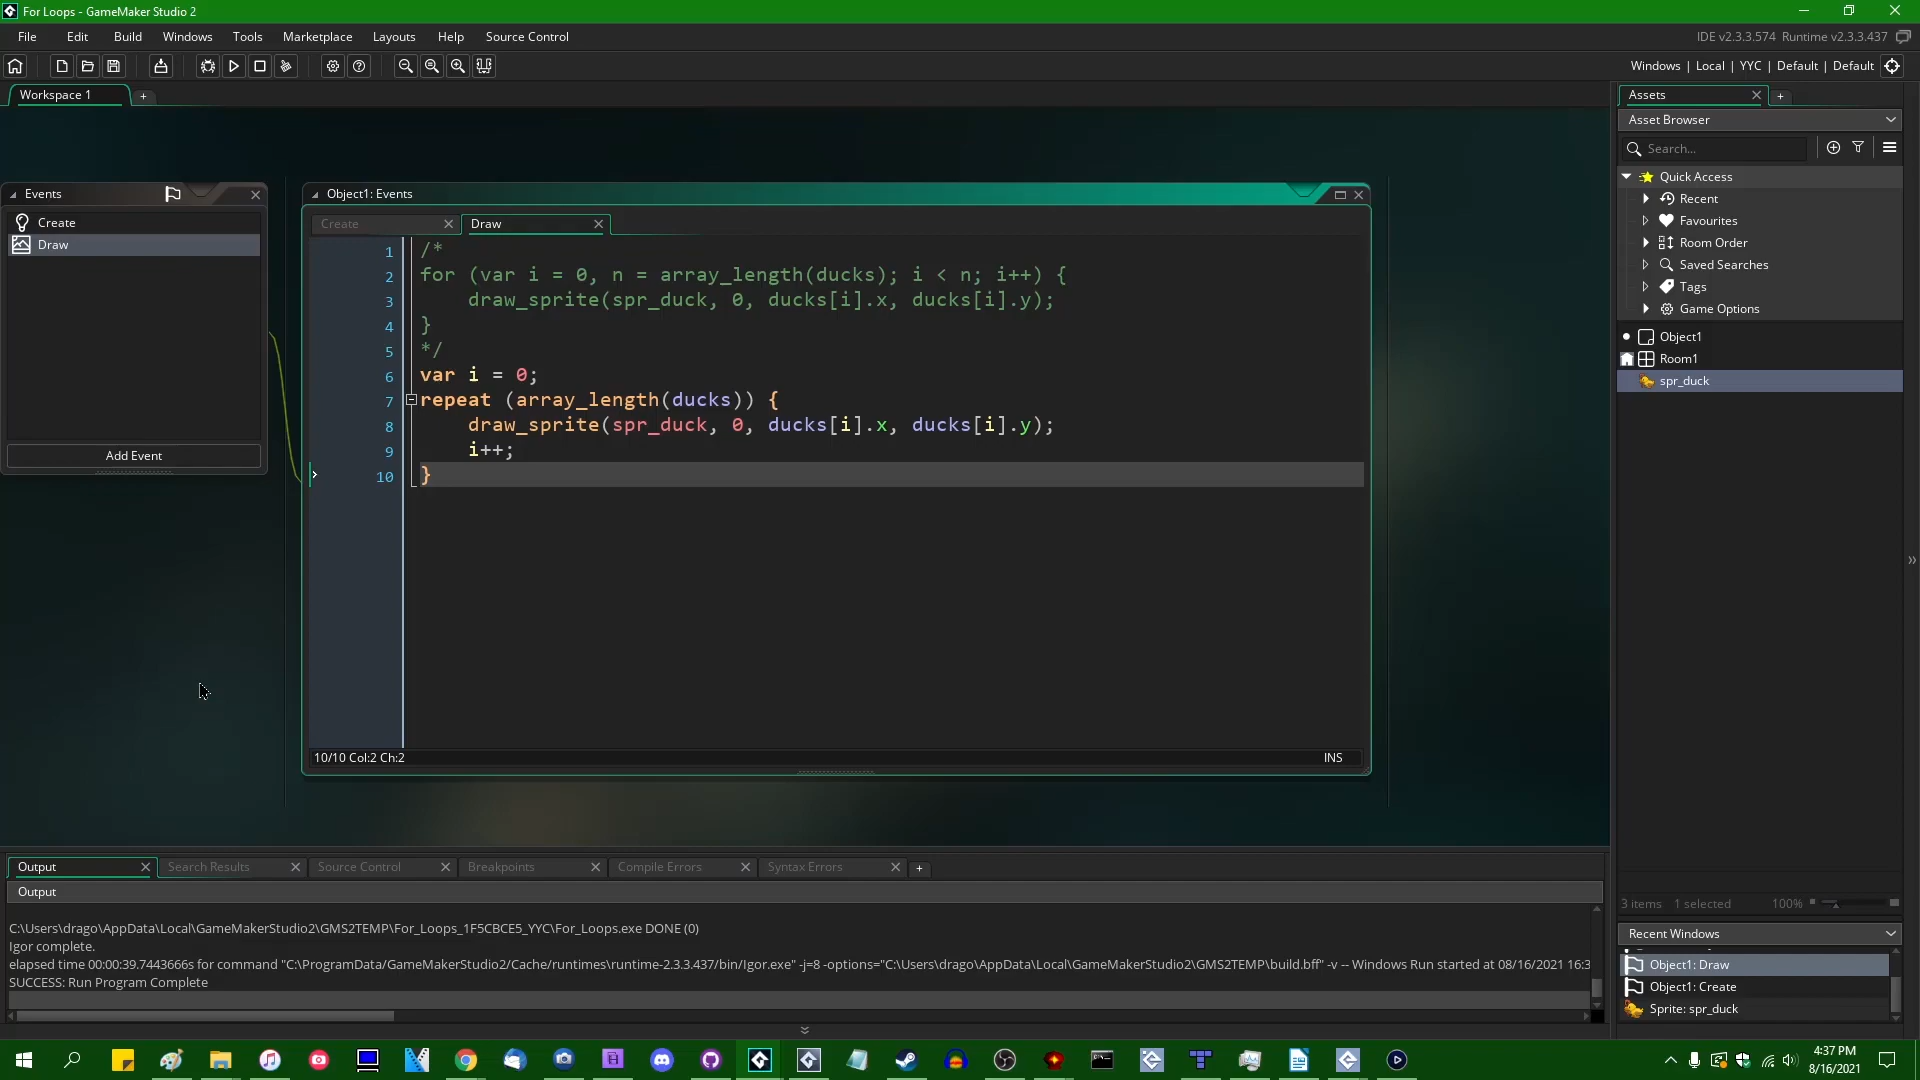 For Loops - GameMaker Studio 2
File Edit Build Windows Tools Marketplace Layouts Help Source Control
IDE v2.3.3.574 Runtime v2.3.3.437
Windows | Local | YYC | Default | Default
Workspace 1 +
Assets
Asset Browser
Search...
Quick Access
Recent
Favourites
Room Order
Saved Searches
Tags
Game Options
Object1
Room1
spr_duck
Events
Create
Draw
Add Event
Object1: Events
Create Draw
1 /*
2 for (var i = 0, n = array_length(ducks); i < n; i++) {
3 draw_sprite(spr_duck, 0, ducks[i].x, ducks[i].y);
4 }
5 */
6 var i = 0;
7 repeat (array_length(ducks)) {
8 draw_sprite(spr_duck, 0, ducks[i].x, ducks[i].y);
9 i++;
10 }
10/10 Col:2 Ch:2 INS
Output Search Results Source Control Breakpoints Compile Errors Syntax Errors +
Output
C:\Users\drago\AppData\Local\GameMakerStudio2\GMS2TEMP\For_Loops_1F5CBCE5_YYC\For_Loops.exe DONE (0)
Igor complete.
elapsed time 00:00:39.7443666s for command "C:\ProgramData/GameMakerStudio2/Cache/runtimes\runtime-2.3.3.437/bin/Igor.exe" -j=8 -options="C:\Users\drago\AppData\Local\GameMakerStudio2\GMS2TEMP\build.bff" -v -- Windows Run started at 08/16/2021 16:3
SUCCESS: Run Program Complete
3 items 1 selected 100%
Recent Windows
Object1: Draw
Object1: Create
Sprite: spr_duck
4:37 PM
8/16/2021